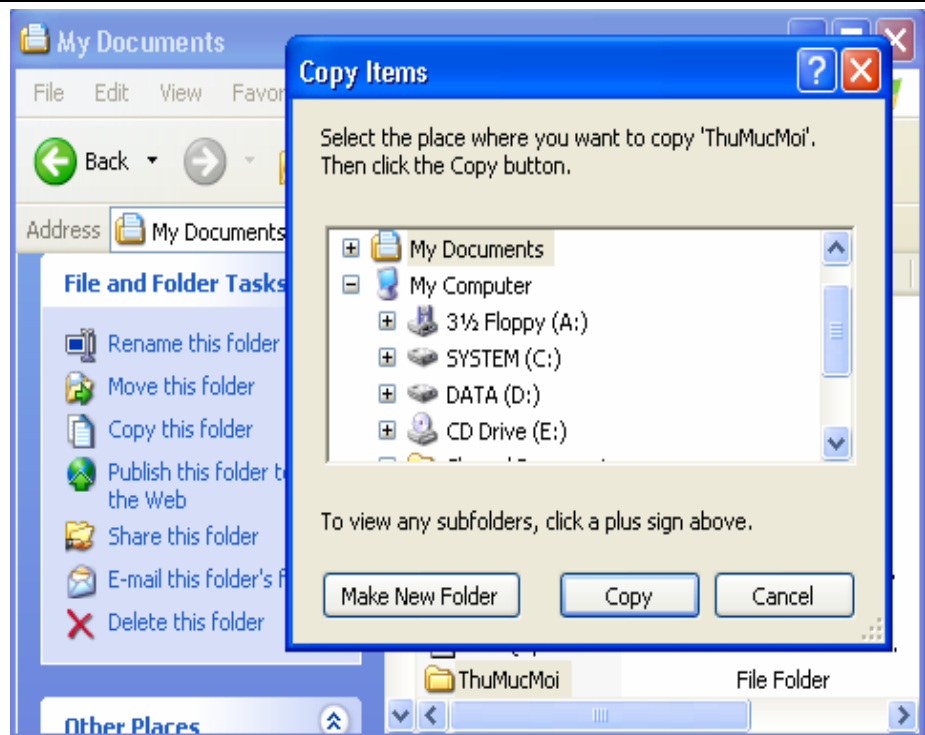 My Documents
File Edit View Favor
Back
Address My Documents
File and Folder Tasks
Rename this folder
Move this folder
Copy this folder
Publish this folder to
the Web
Share this folder
E-mail this folder's f
Delete this folder
Other Places
Copy Items
Select the place where you want to copy 'ThuMucMoi'.
Then click the Copy button.
My Documents
My Computer
3½ Floppy (A:)
SYSTEM (C:)
DATA (D:)
CD Drive (E:)
To view any subfolders, click a plus sign above.
Make New Folder Copy Cancel
ThuMucMoi File Folder